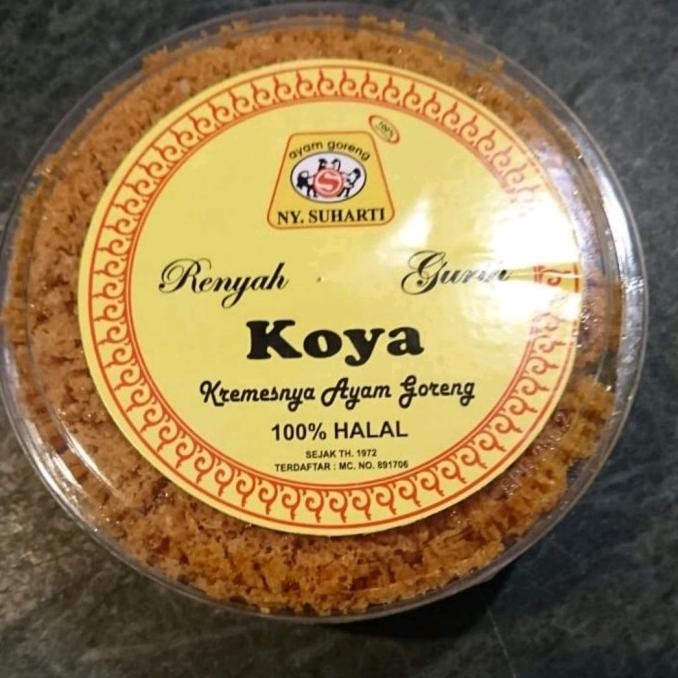 100%
ayam goreng
S
NY. SUHARTI
Renyah Gurih
Koya
Kremesnya Ayam Goreng
100% HALAL
SEJAK TH. 1972
TERDAFTAR : MC. NO. 891706